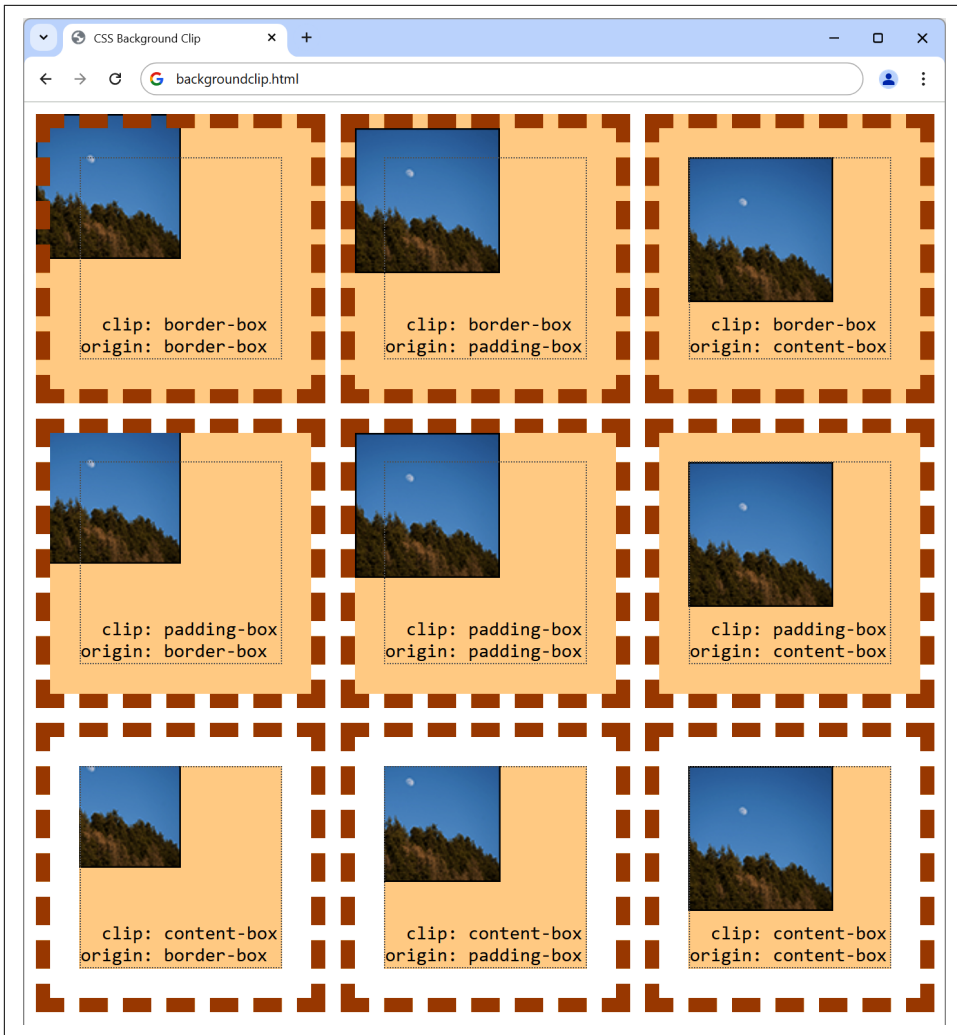 CSS Background Clip
backgroundclip.html
clip: border-box
origin: border-box
clip: border-box
origin: padding-box
clip: border-box
origin: content-box
clip: padding-box
origin: border-box
clip: padding-box
origin: padding-box
clip: padding-box
origin: content-box
clip: content-box
origin: border-box
clip: content-box
origin: padding-box
clip: content-box
origin: content-box